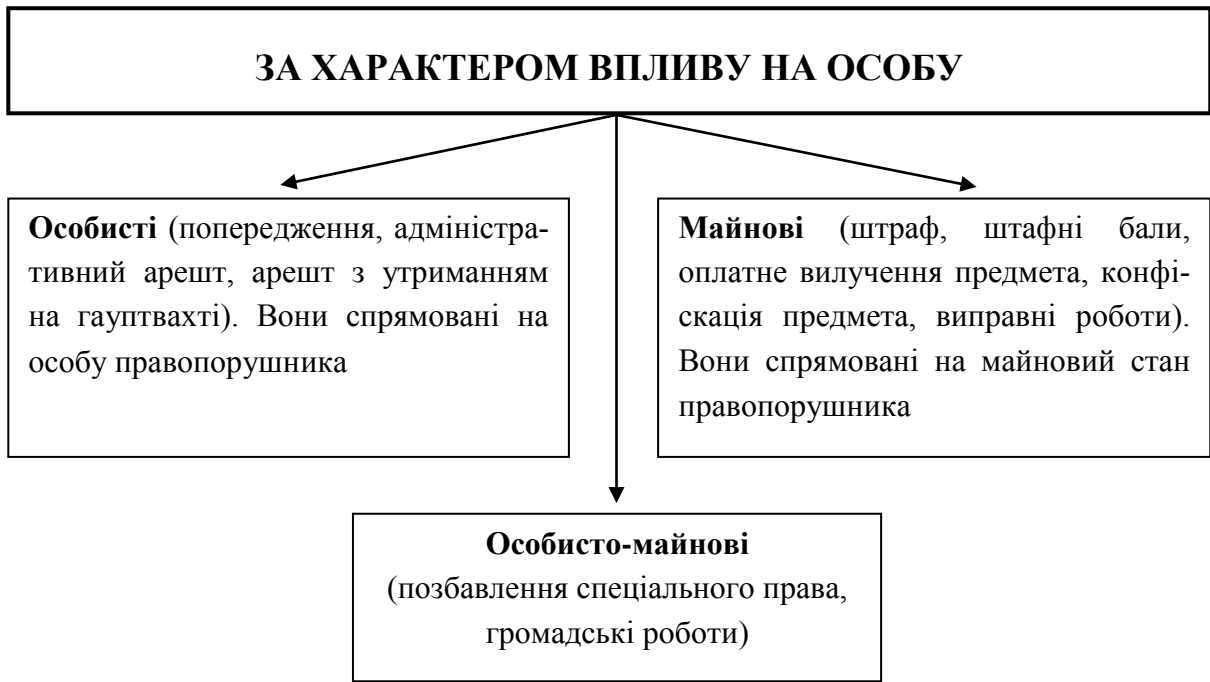 ЗА ХАРАКТЕРОМ ВПЛИВУ НА ОСОБУ
Особисті (попередження, адміністра-
тивний арешт, арешт з утриманням
на гауптвахті). Вони спрямовані на
особу правопорушника
Майнові (штраф, штафні бали,
оплатне вилучення предмета, конфі-
скація предмета, виправні роботи).
Вони спрямовані на майновий стан
правопорушника
Особисто-майнові
(позбавлення спеціального права,
громадські роботи)